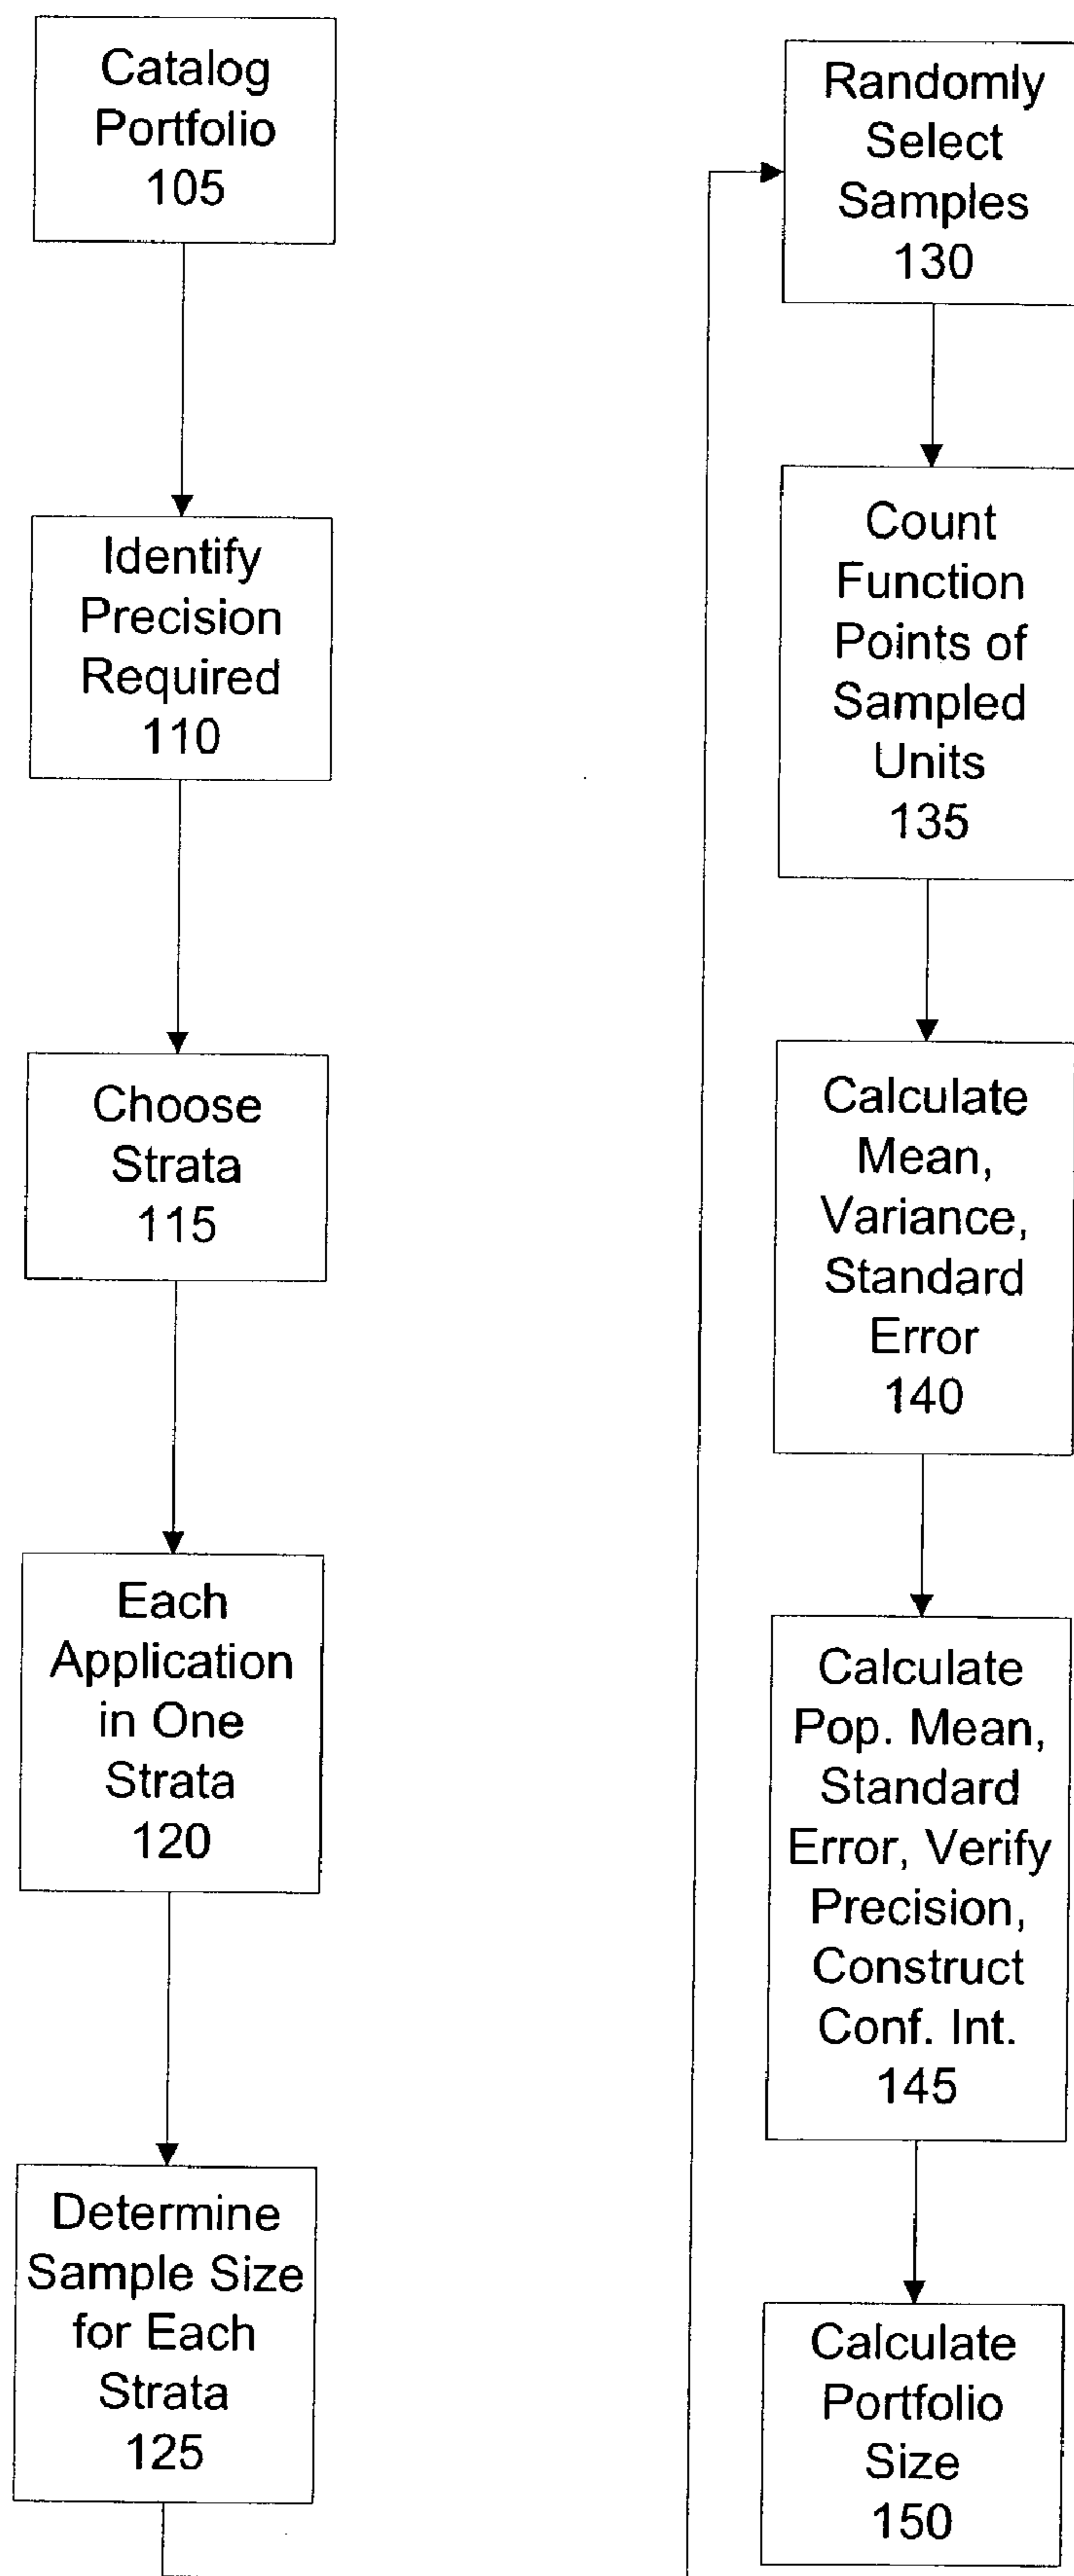 Catalog
Portfolio
105
Identify
Precision
Required
110
Choose
Strata
115
Each
Application
in One
Strata
120
Determine
Sample Size
for Each
Strata
125
Randomly
Select
Samples
130
Count
Function
Points of
Sampled
Units
135
Calculate
Mean,
Variance,
Standard
Error
140
Calculate
Pop. Mean,
Standard
Error, Verify
Precision,
Construct
Conf. Int.
145
Calculate
Portfolio
Size
150